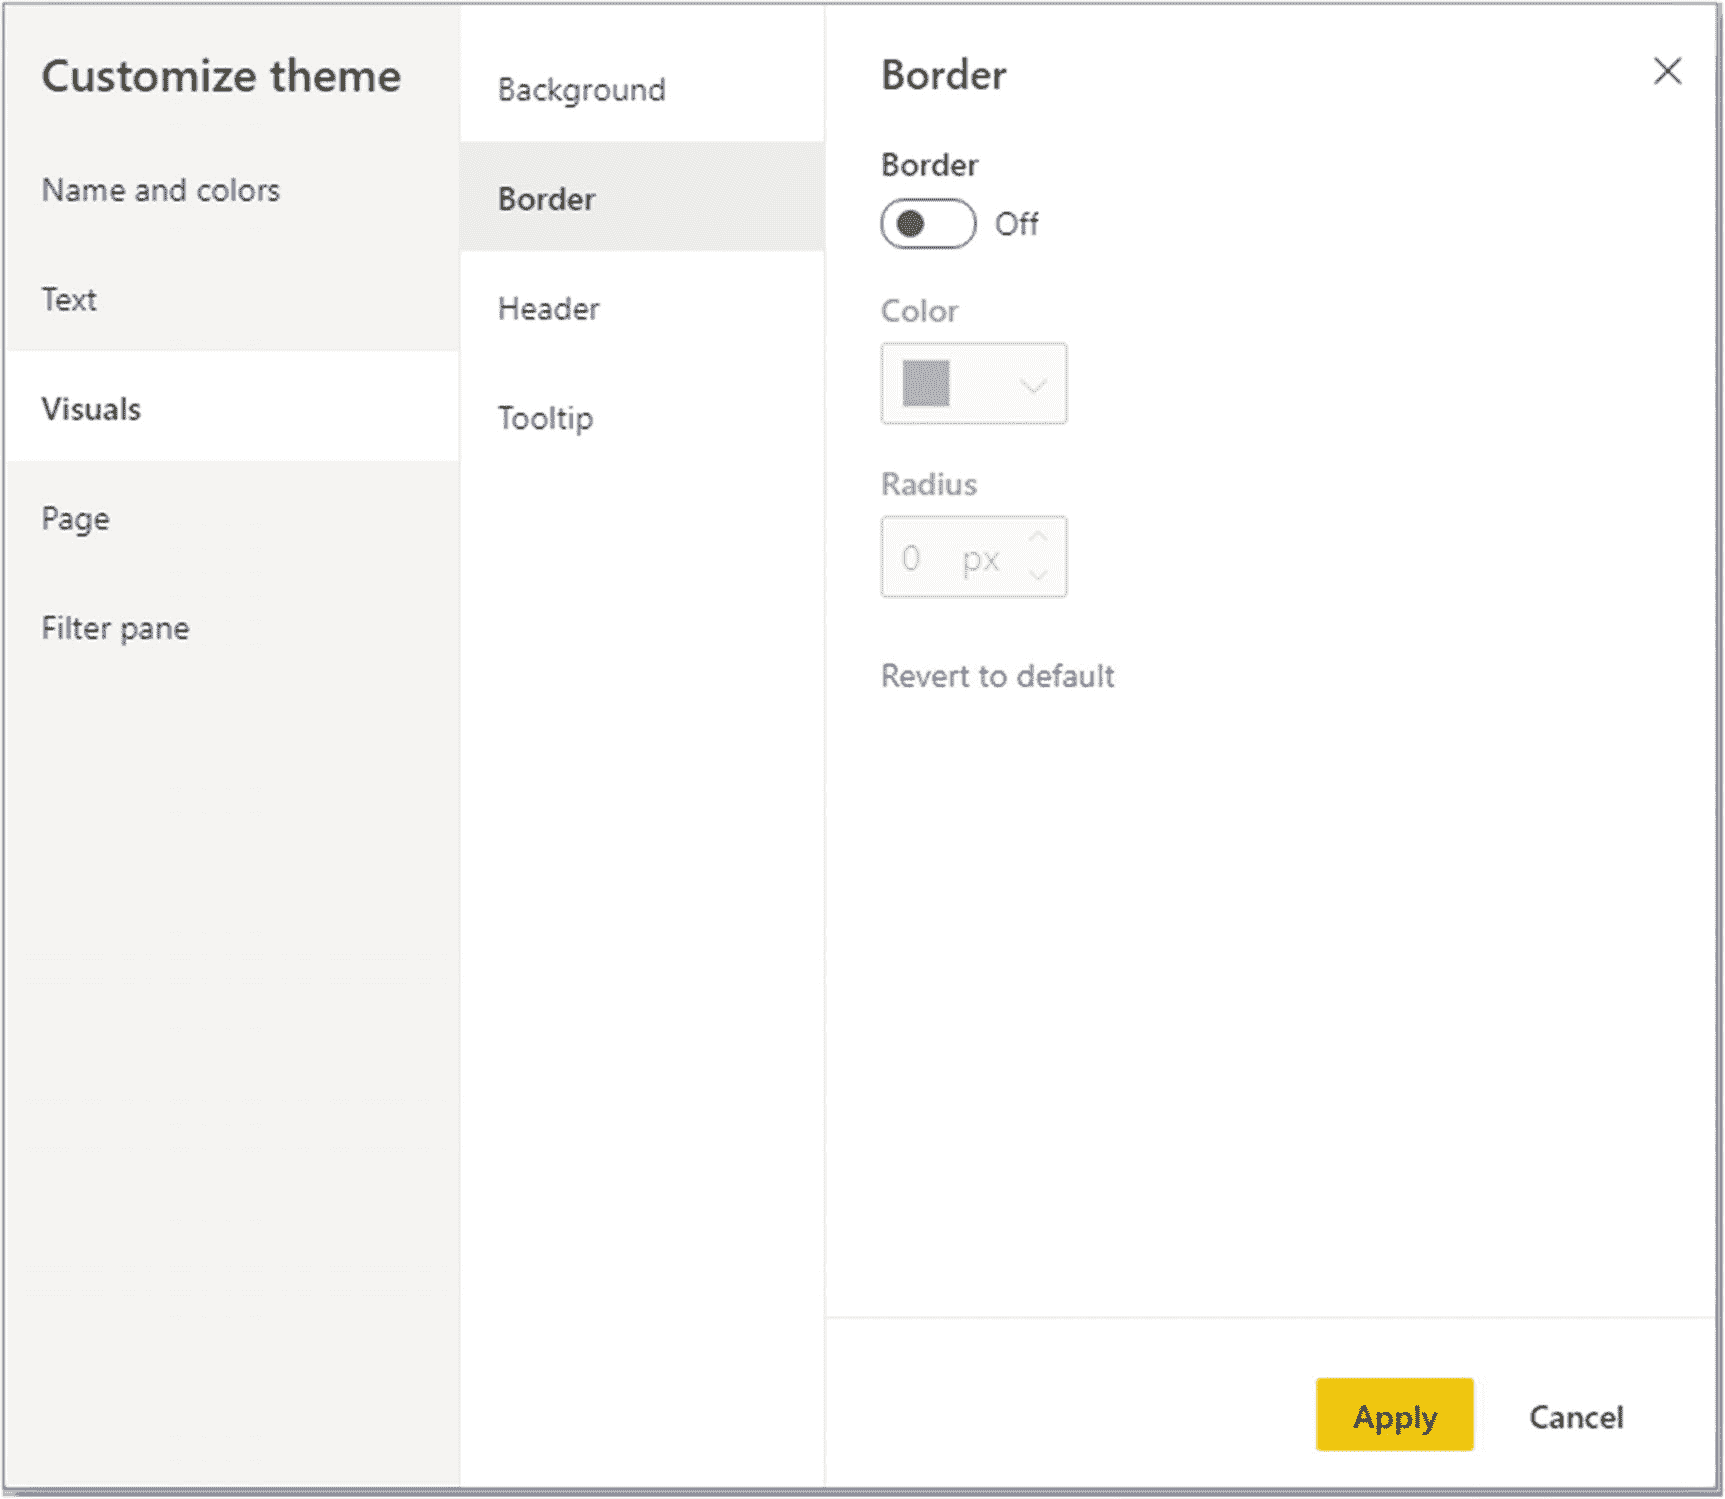 Customize theme
Name and colors
Text
Visuals
Page
Filter pane
Background
Border
Header
Tooltip
Border
Border
Off
Color
Radius
0 px
Revert to default
Apply Cancel